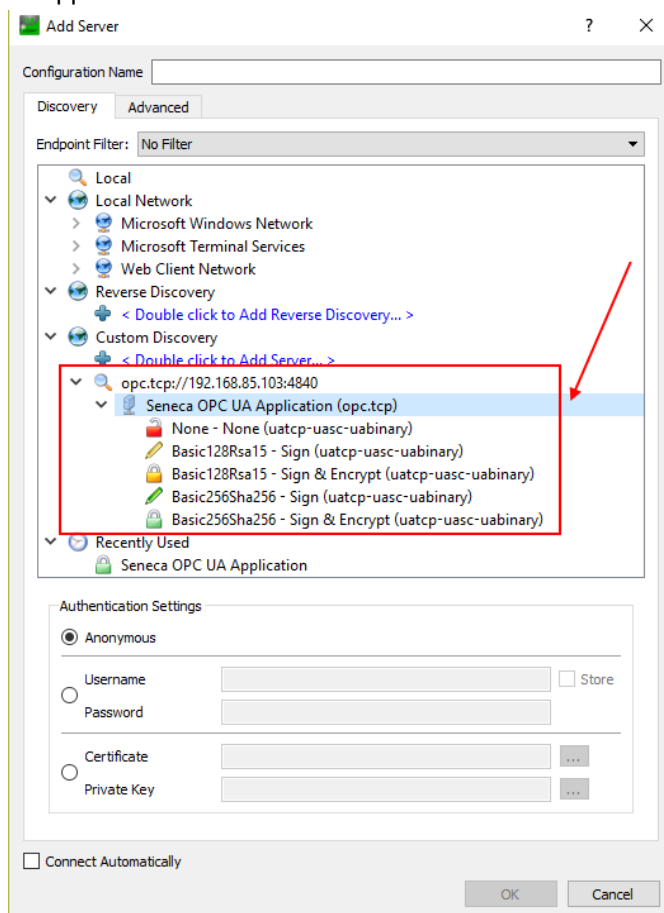 Add Server
?
Configuration Name
Discovery
Advanced
Endpoint Filter: No Filter
Local
Local Network
Microsoft Windows Network
Microsoft Terminal Services
Web Client Network
Reverse Discovery
< Double click to Add Reverse Discovery... >
Custom Discovery
< Double click to Add Server... >
opc.tcp://192.168.85.103:4840
Seneca OPC UA Application (opc.tcp)
None - None (uatcp-uasc-uabinary)
Basic128Rsa15 - Sign (uatcp-uasc-uabinary)
Basic128Rsa15 - Sign & Encrypt (uatcp-uasc-uabinary)
Basic256Sha256 - Sign (uatcp-uasc-uabinary)
Basic256Sha256 - Sign & Encrypt (uatcp-uasc-uabinary)
Recently Used
Seneca OPC UA Application
Authentication Settings
Anonymous
Username
Store
Password
Certificate
...
Private Key
...
Connect Automatically
OK
Cancel